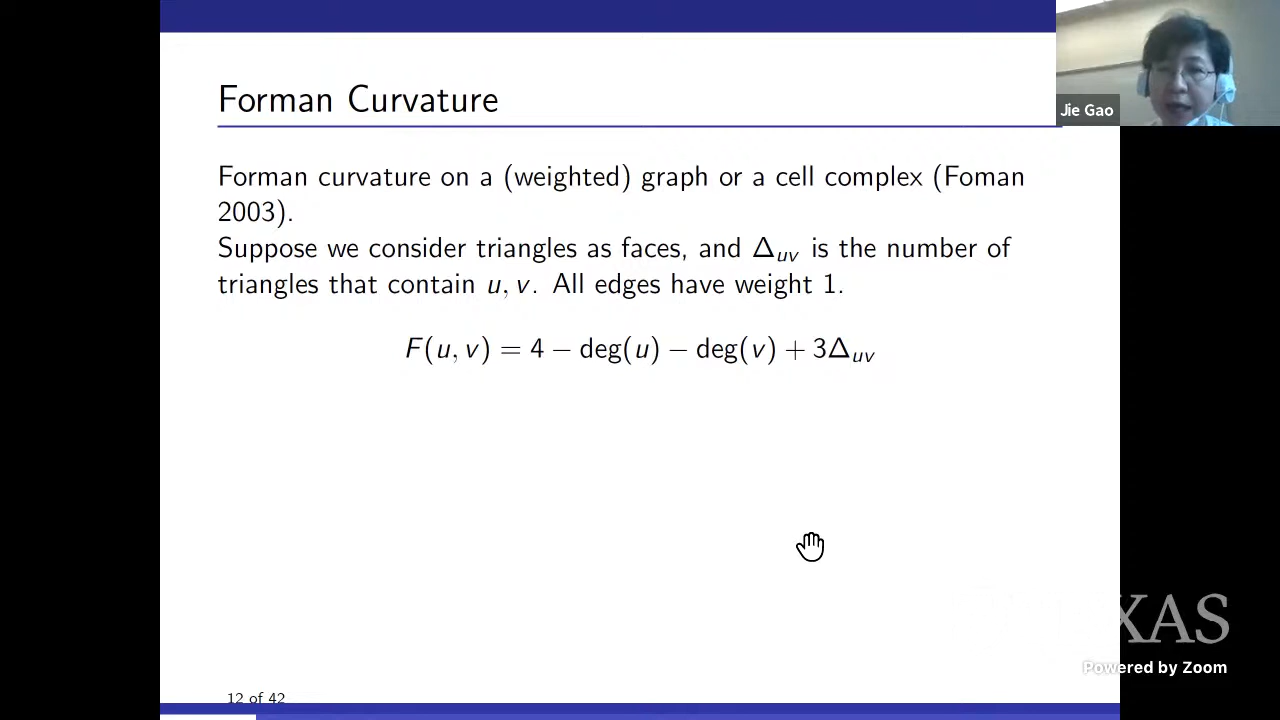 Forman Curvature
Jie Gao
Forman curvature on a (weighted) graph or a cell complex (Foman
2003).
Suppose we consider triangles as faces, and Δ_uv is the number of
triangles that contain u, v. All edges have weight 1.
F(u, v) = 4 − deg(u) − deg(v) + 3Δ_uv
XAS
Powered by Zoom
12 of 42